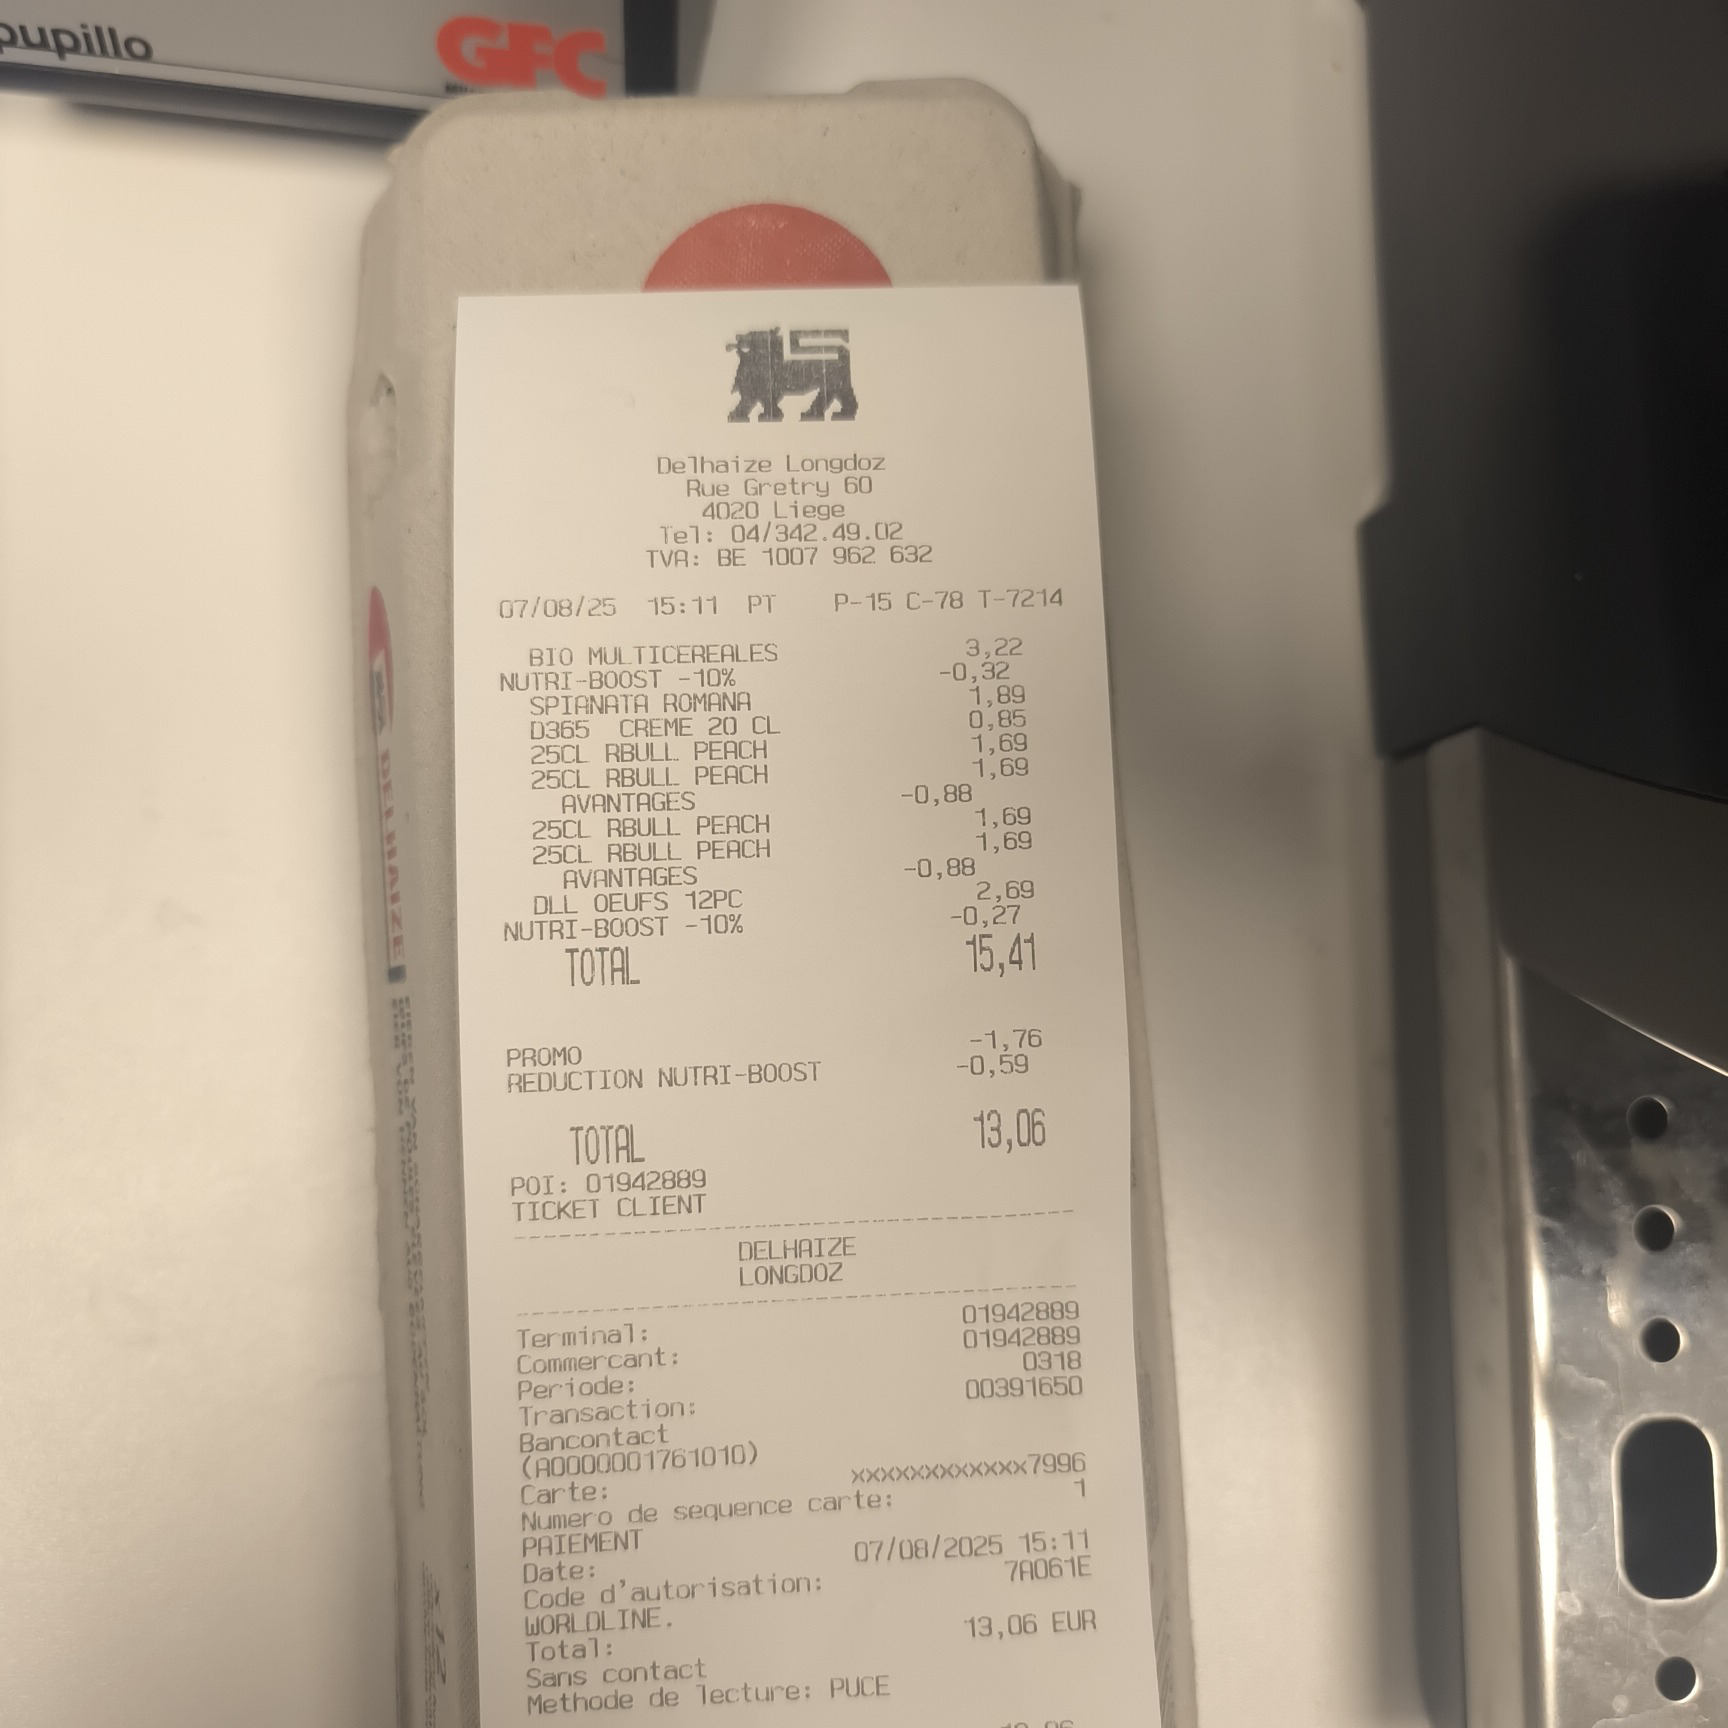 pupillo
GFC
Delhaize Longdoz
Rue Gretry 60
4020 Liege
Tel: 04/342.49.02
TVA: BE 1007 962 632
07/08/25 15:11 PT P-15 C-78 T-7214
BIO MULTICEREALES 3,22
NUTRI-BOOST -10% -0,32
SPIANATA ROMANA 1,89
D365 CREME 20 CL 0,85
25CL RBULL PEACH 1,69
25CL RBULL PEACH 1,69
AVANTAGES -0,88
25CL RBULL PEACH 1,69
25CL RBULL PEACH 1,69
AVANTAGES -0,88
DLL OEUFS 12PC 2,69
NUTRI-BOOST -10% -0,27
TOTAL 15,41
PROMO -1,76
REDUCTION NUTRI-BOOST -0,59
TOTAL 13,06
POI: 01942889
TICKET CLIENT
DELHAIZE
LONGDOZ
Terminal: 01942889
Commercant: 01942889
Periode: 0318
Transaction: 00391650
Bancontact
(A0000001761010)
Carte: xxxxxxxxxxxxx7996
Numero de sequence carte: 1
PAIEMENT
Date: 07/08/2025 15:11
Code d'autorisation: 7A061E
WORLDLINE.
Total: 13,06 EUR
Sans contact
Methode de lecture: PUCE
DELHAIZE